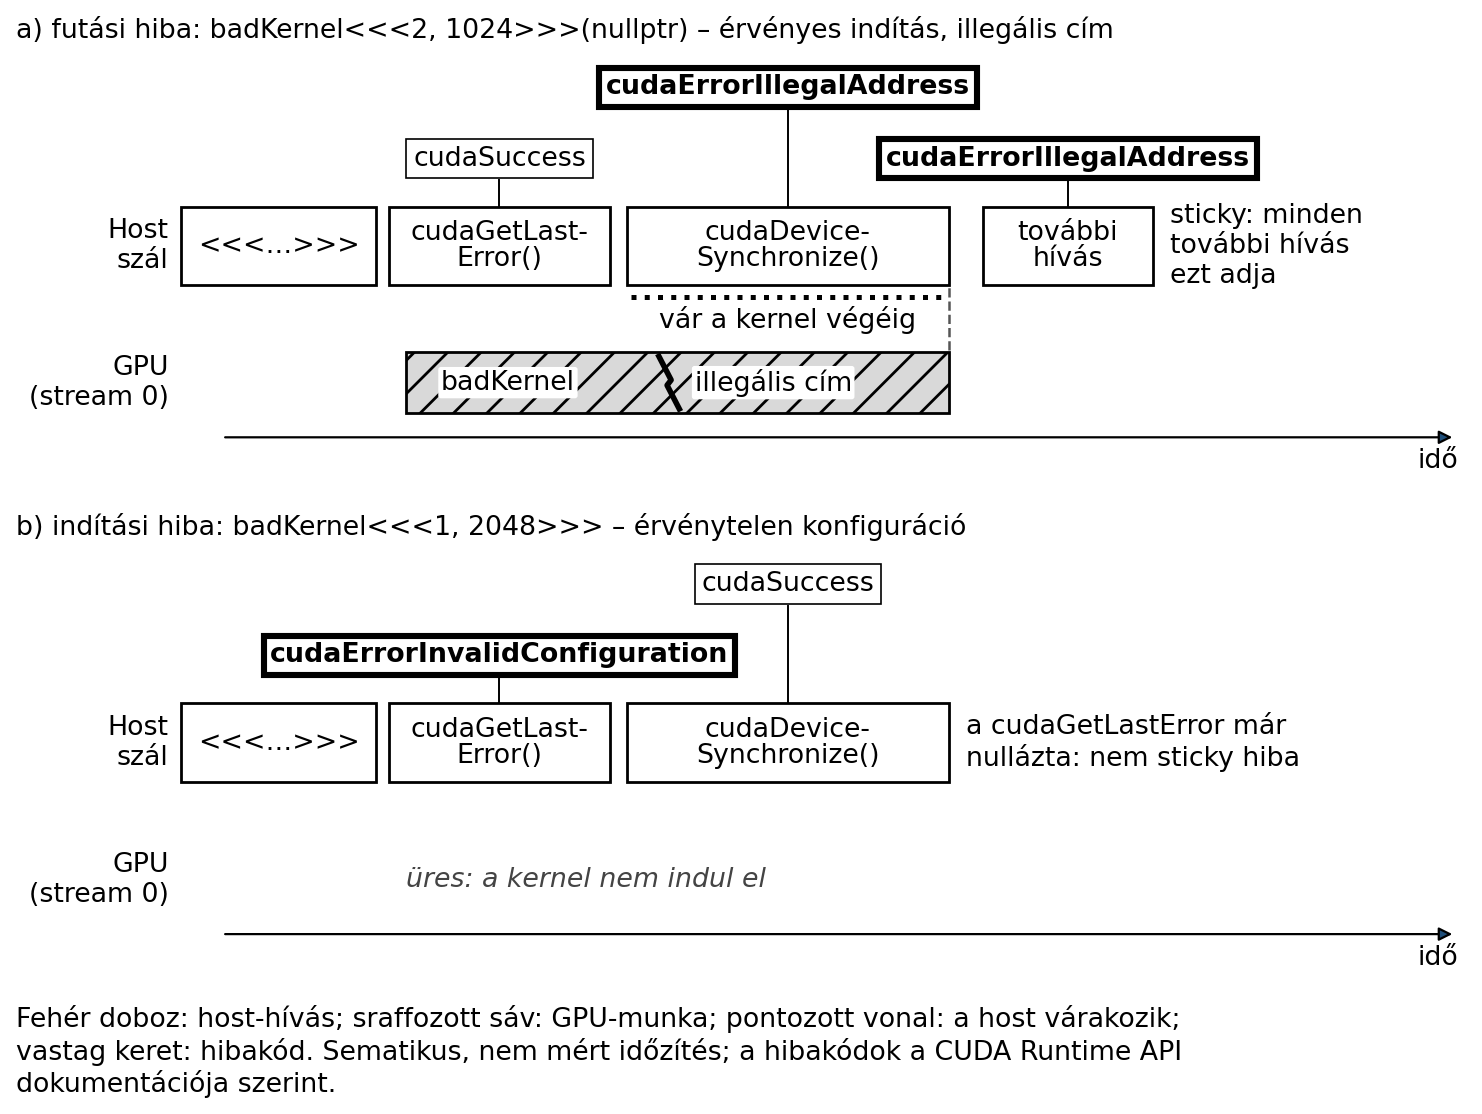 a) futási hiba: badKernel<<<2, 1024>>>(nullptr) – érvényes indítás, illegális cím
cudaErrorIllegalAddress
cudaSuccess
cudaErrorIllegalAddress
Host
szál
<<<...>>>
cudaGetLast-
Error()
cudaDevice-
Synchronize()
további
hívás
sticky: minden
további hívás
ezt adja
vár a kernel végéig
GPU
(stream 0)
badKernel
illegális cím
idő
b) indítási hiba: badKernel<<<1, 2048>>> – érvénytelen konfiguráció
cudaSuccess
cudaErrorInvalidConfiguration
Host
szál
<<<...>>>
cudaGetLast-
Error()
cudaDevice-
Synchronize()
a cudaGetLastError már
nullázta: nem sticky hiba
GPU
(stream 0)
üres: a kernel nem indul el
idő
Fehér doboz: host-hívás; sraffozott sáv: GPU-munka; pontozott vonal: a host várakozik;
vastag keret: hibakód. Sematikus, nem mért időzítés; a hibakódok a CUDA Runtime API
dokumentációja szerint.